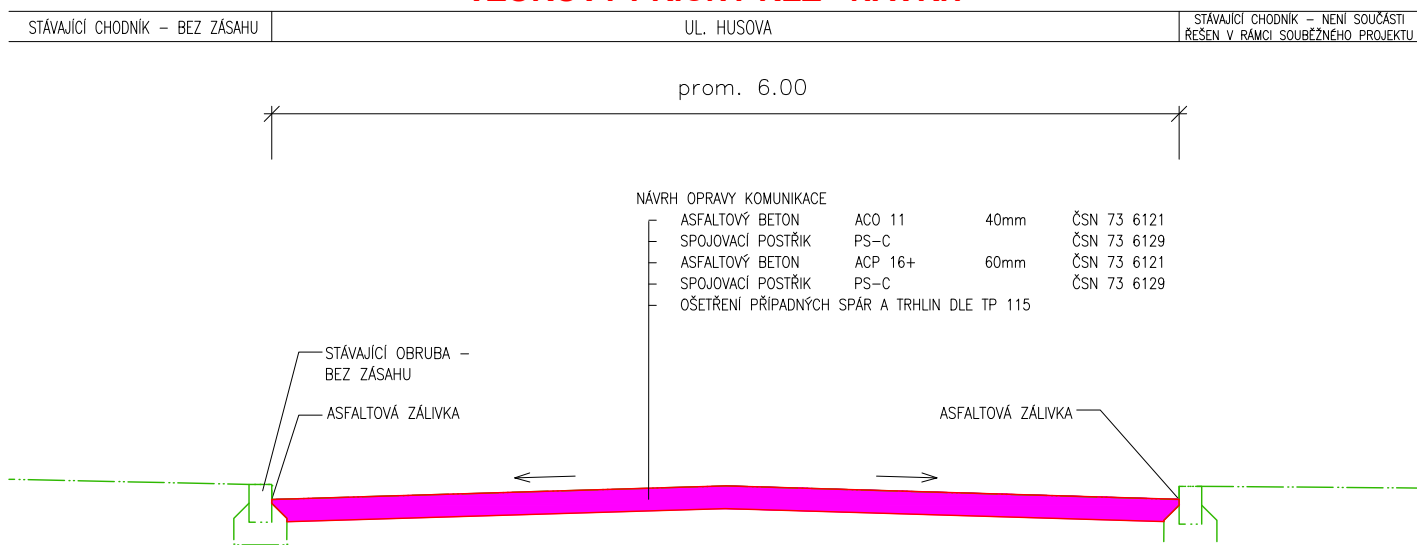 STÁVAJÍCÍ CHODNÍK – BEZ ZÁSAHU
UL. HUSOVA
STÁVAJÍCÍ CHODNÍK – NENÍ SOUČÁSTI
ŘEŠEN V RÁMCI SOUBĚŽNÉHO PROJEKTU
prom. 6.00
NÁVRH OPRAVY KOMUNIKACE
ASFALTOVÝ BETON ACO 11 40mm ČSN 73 6121
SPOJOVACÍ POSTŘIK PS–C ČSN 73 6129
ASFALTOVÝ BETON ACP 16+ 60mm ČSN 73 6121
SPOJOVACÍ POSTŘIK PS–C ČSN 73 6129
OŠETŘENÍ PŘÍPADNÝCH SPÁR A TRHLIN DLE TP 115
STÁVAJÍCÍ OBRUBA –
BEZ ZÁSAHU
ASFALTOVÁ ZÁLIVKA
ASFALTOVÁ ZÁLIVKA